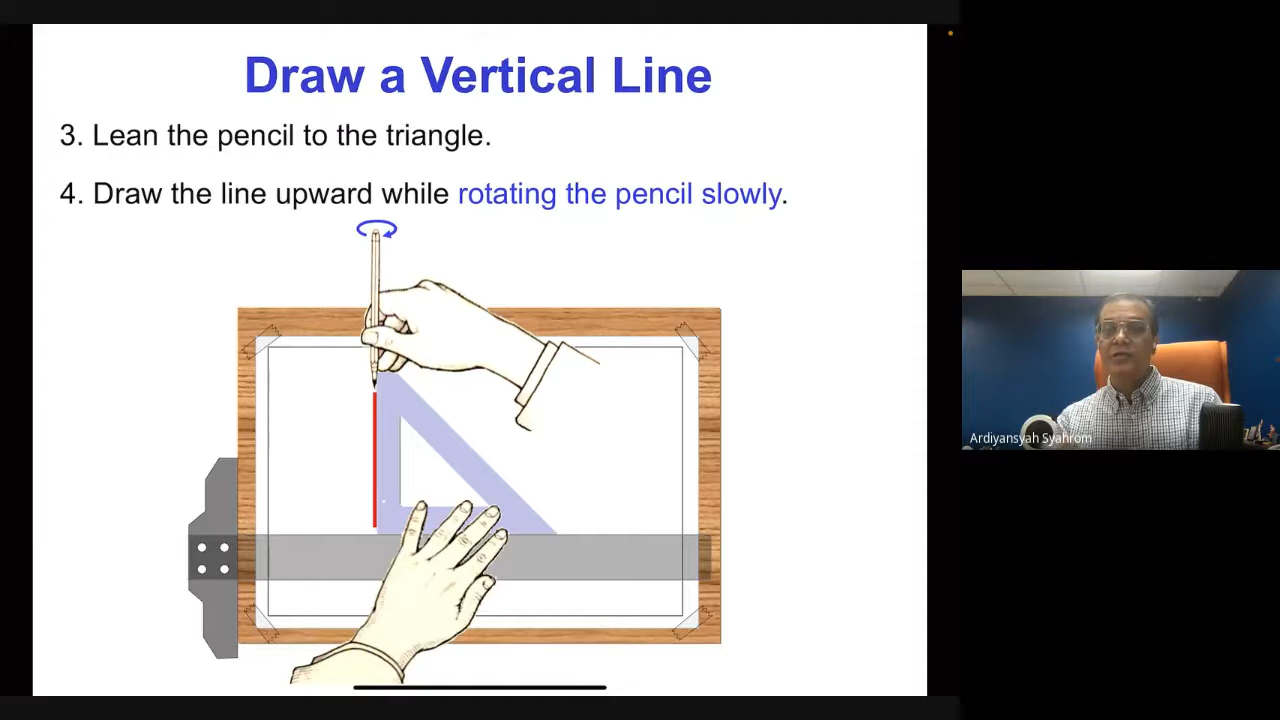 Draw a Vertical Line
3. Lean the pencil to the triangle.
4. Draw the line upward while rotating the pencil slowly.
Ardiyansyah Syahrom